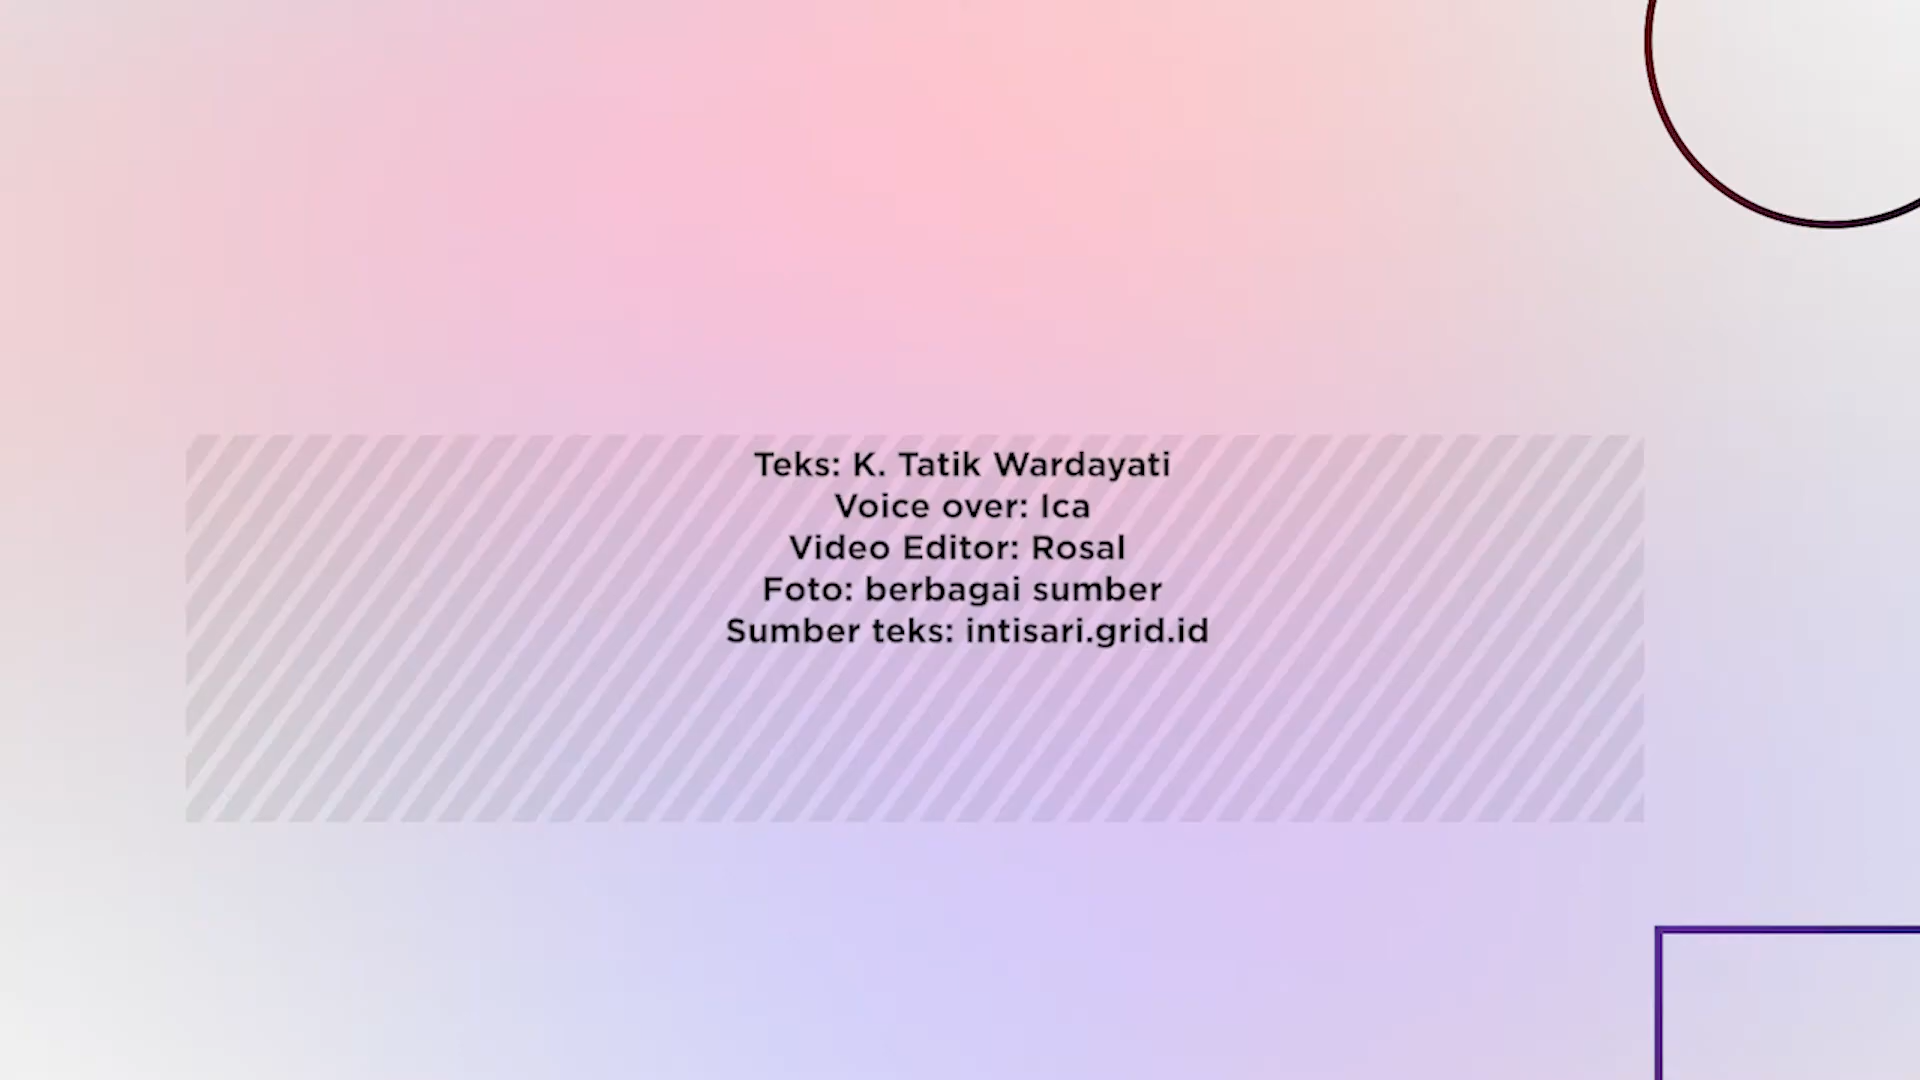 Teks: K. Tatik Wardayati
Voice over: Ica
Video Editor: Rosal
Foto: berbagai sumber
Sumber teks: intisari.grid.id